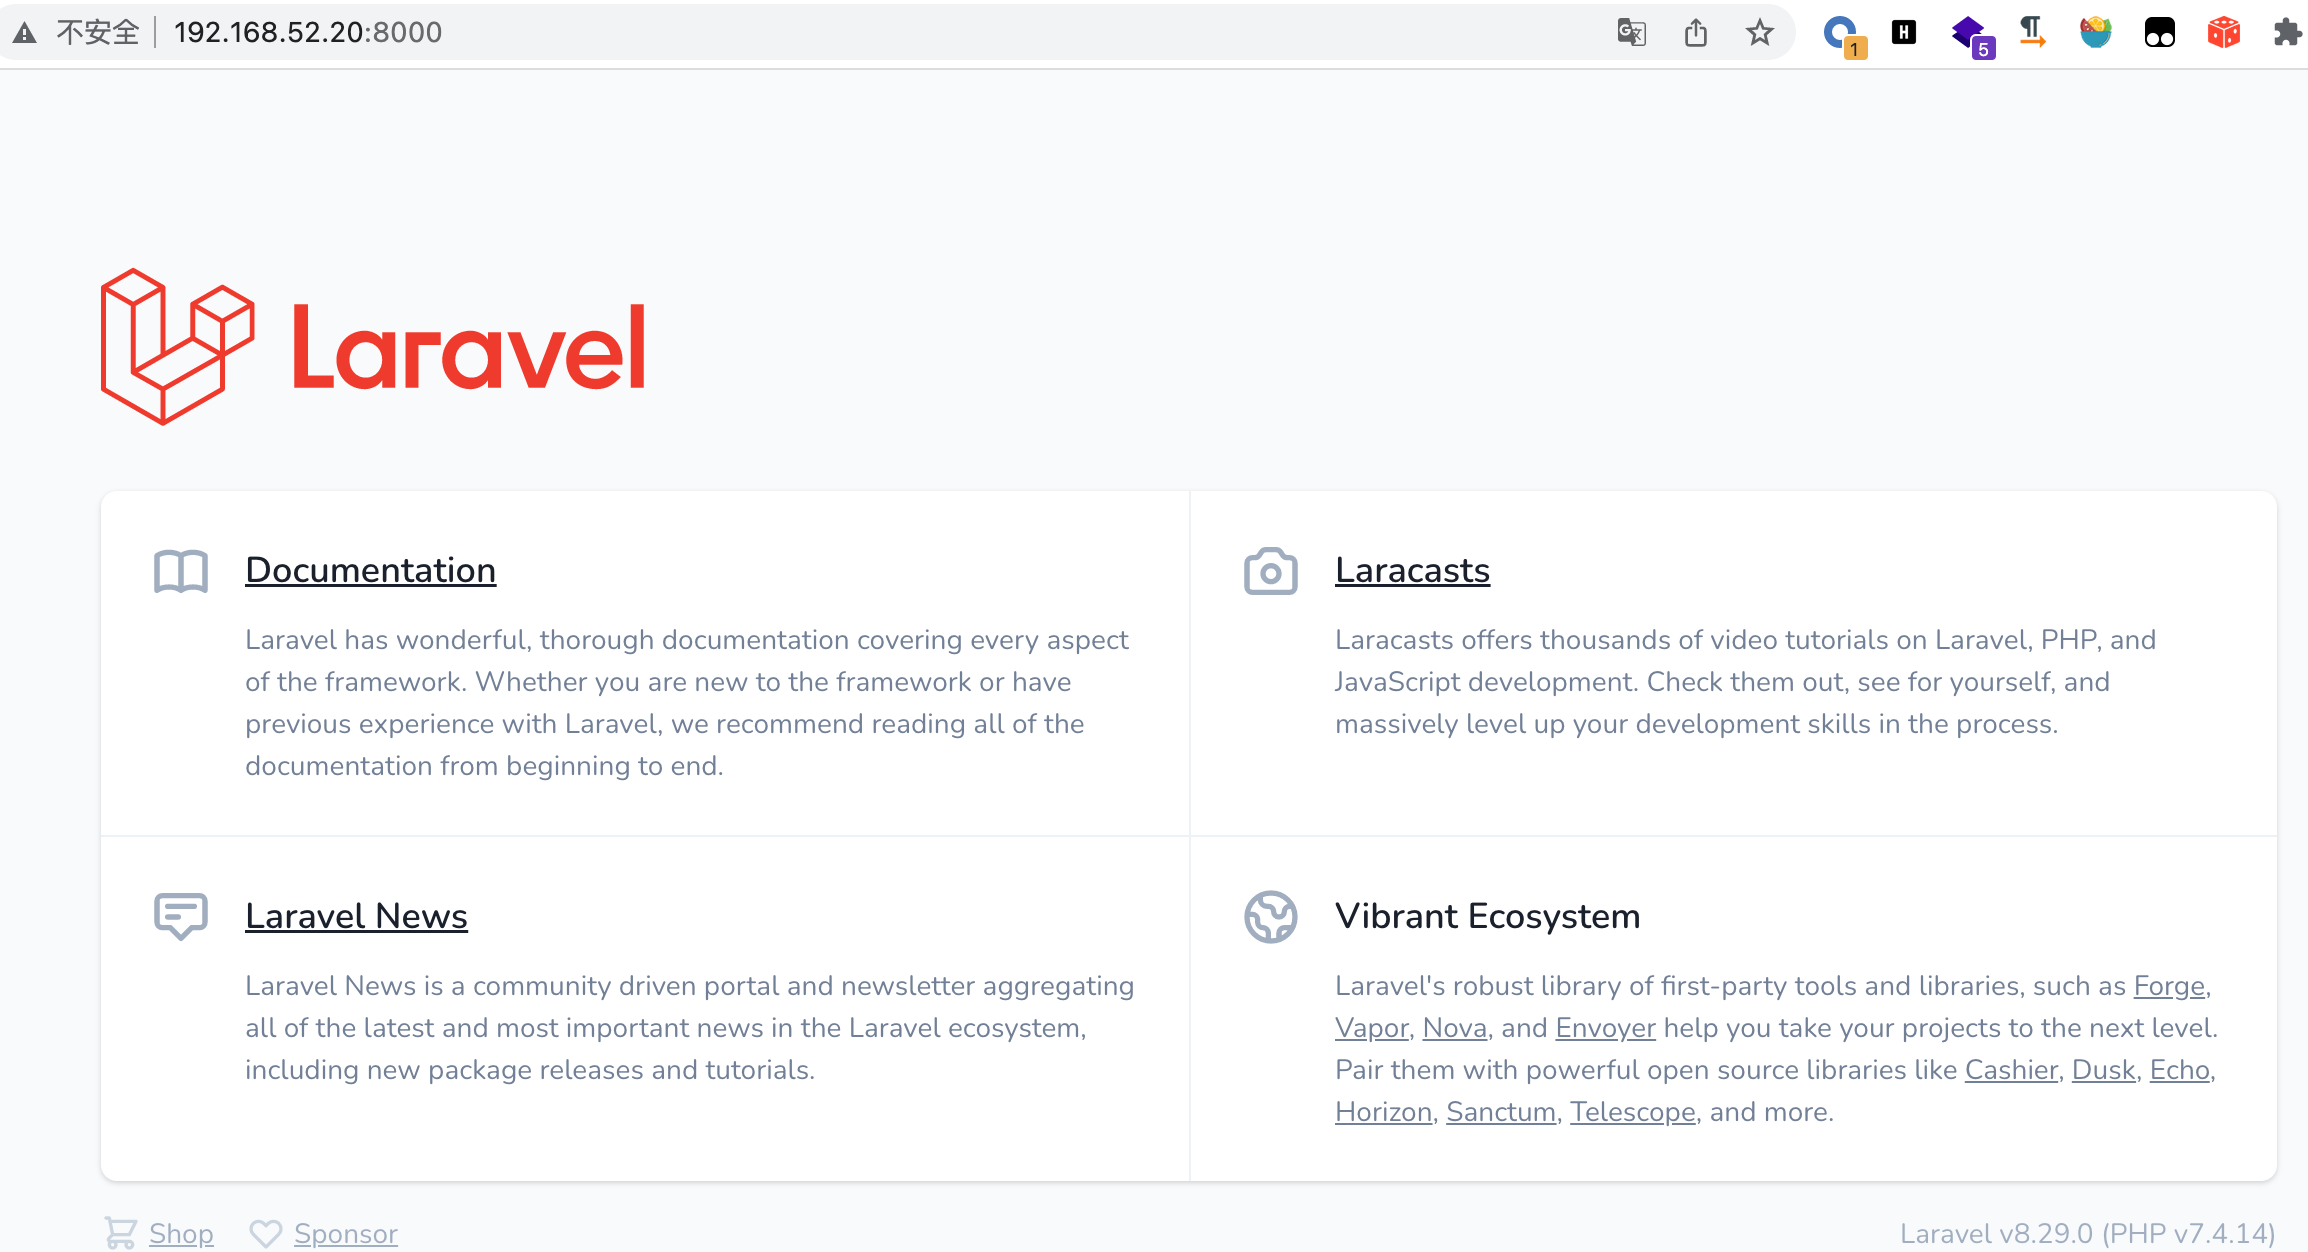 不安全 192.168.52.20:8000
1
H
5
Laravel
Documentation
Laravel has wonderful, thorough documentation covering every aspect
of the framework. Whether you are new to the framework or have
previous experience with Laravel, we recommend reading all of the
documentation from beginning to end.
Laracasts
Laracasts offers thousands of video tutorials on Laravel, PHP, and
JavaScript development. Check them out, see for yourself, and
massively level up your development skills in the process.
Laravel News
Laravel News is a community driven portal and newsletter aggregating
all of the latest and most important news in the Laravel ecosystem,
including new package releases and tutorials.
Vibrant Ecosystem
Laravel's robust library of first-party tools and libraries, such as Forge,
Vapor, Nova, and Envoyer help you take your projects to the next level.
Pair them with powerful open source libraries like Cashier, Dusk, Echo,
Horizon, Sanctum, Telescope, and more.
Shop Sponsor
Laravel v8.29.0 (PHP v7.4.14)